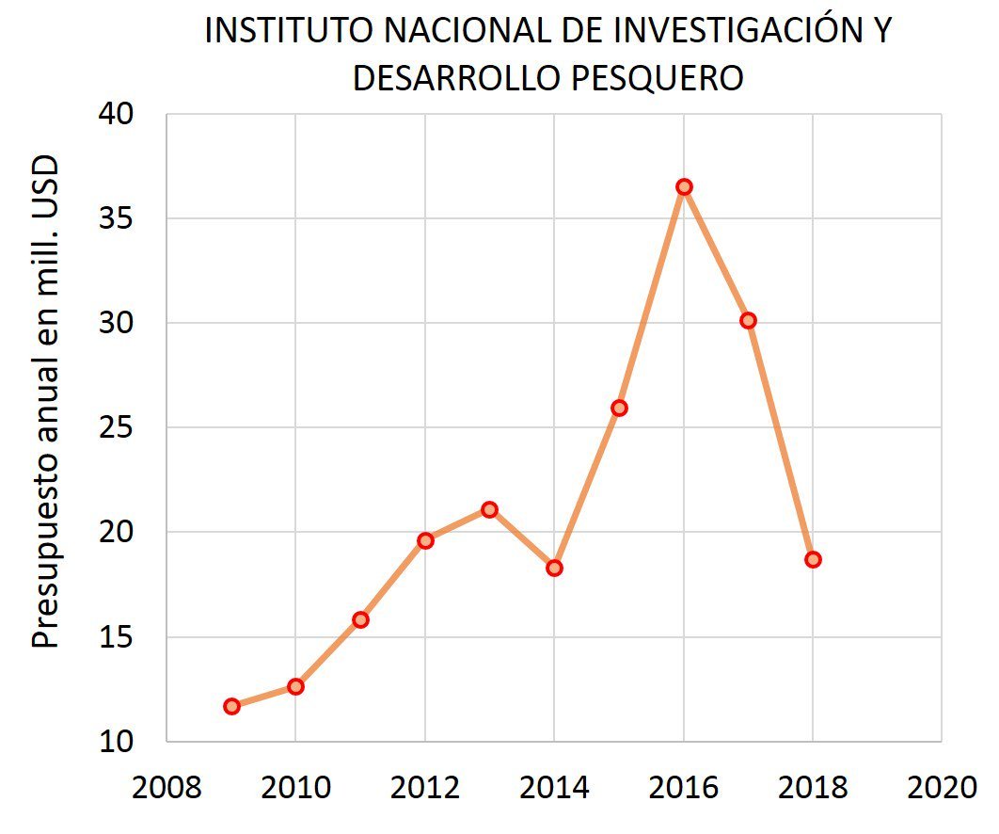 INSTITUTO NACIONAL DE INVESTIGACIÓN Y
DESARROLLO PESQUERO
Presupuesto anual en mill. USD
40
35
30
25
20
15
10
2008 2010 2012 2014 2016 2018 2020